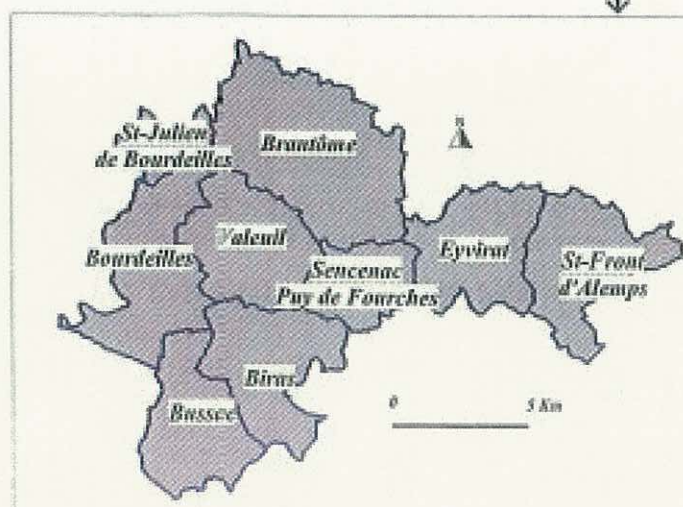 N
St-Julien
de Bourdeilles
Brantôme
Bourdeilles
Valeuil
Sencenac
Puy de Fourches
Eyvirat
St-Front
d'Alemps
Biras
Bussac
0 5 Km